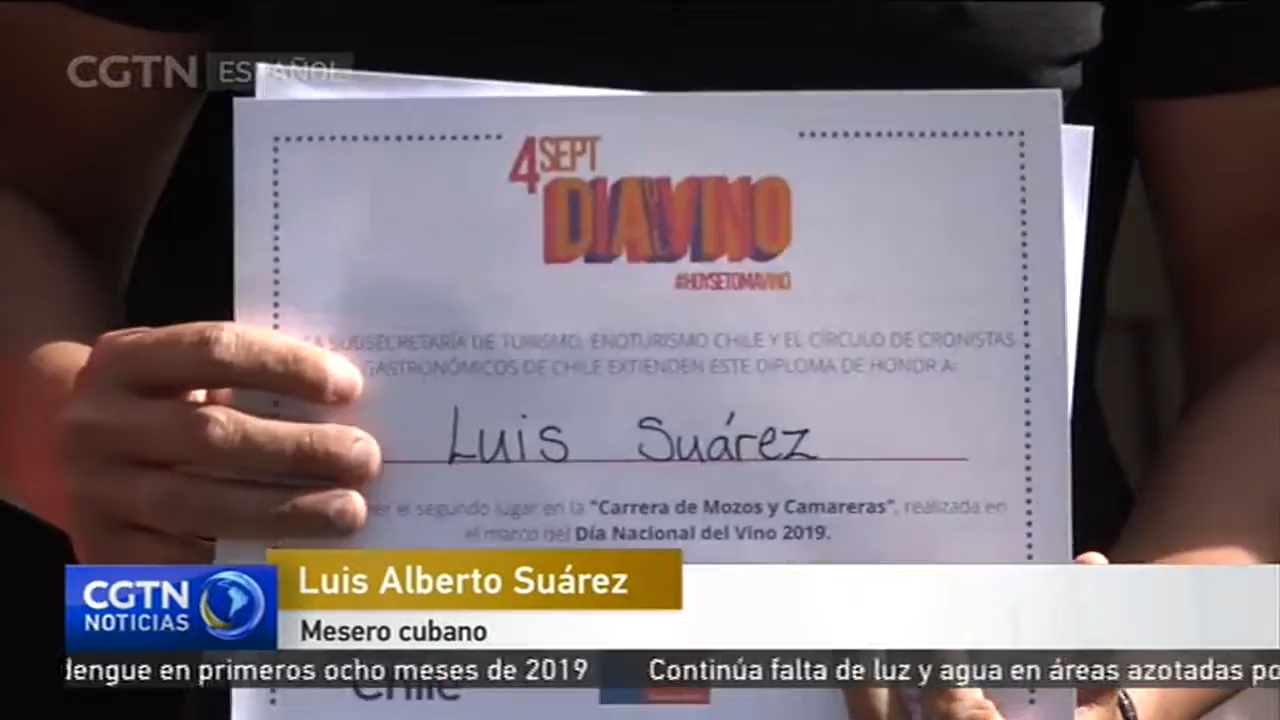 CGTN ESPAÑOL
4 SEPT
DIAVINO
#HOYSETOMAVINO
LA SUBSECRETARÍA DE TURISMO, ENOTURISMO CHILE Y EL CÍRCULO DE CRONISTAS
GASTRONÓMICOS DE CHILE EXTIENDEN ESTE DIPLOMA DE HONOR A:
Luis Suárez
er el segundo lugar en la "Carrera de Mozos y Camareras", realizada en
el marco del Día Nacional del Vino 2019.
Luis Alberto Suárez
CGTN
NOTICIAS
Mesero cubano
dengue en primeros ocho meses de 2019 Continúa falta de luz y agua en áreas azotadas po
Chile